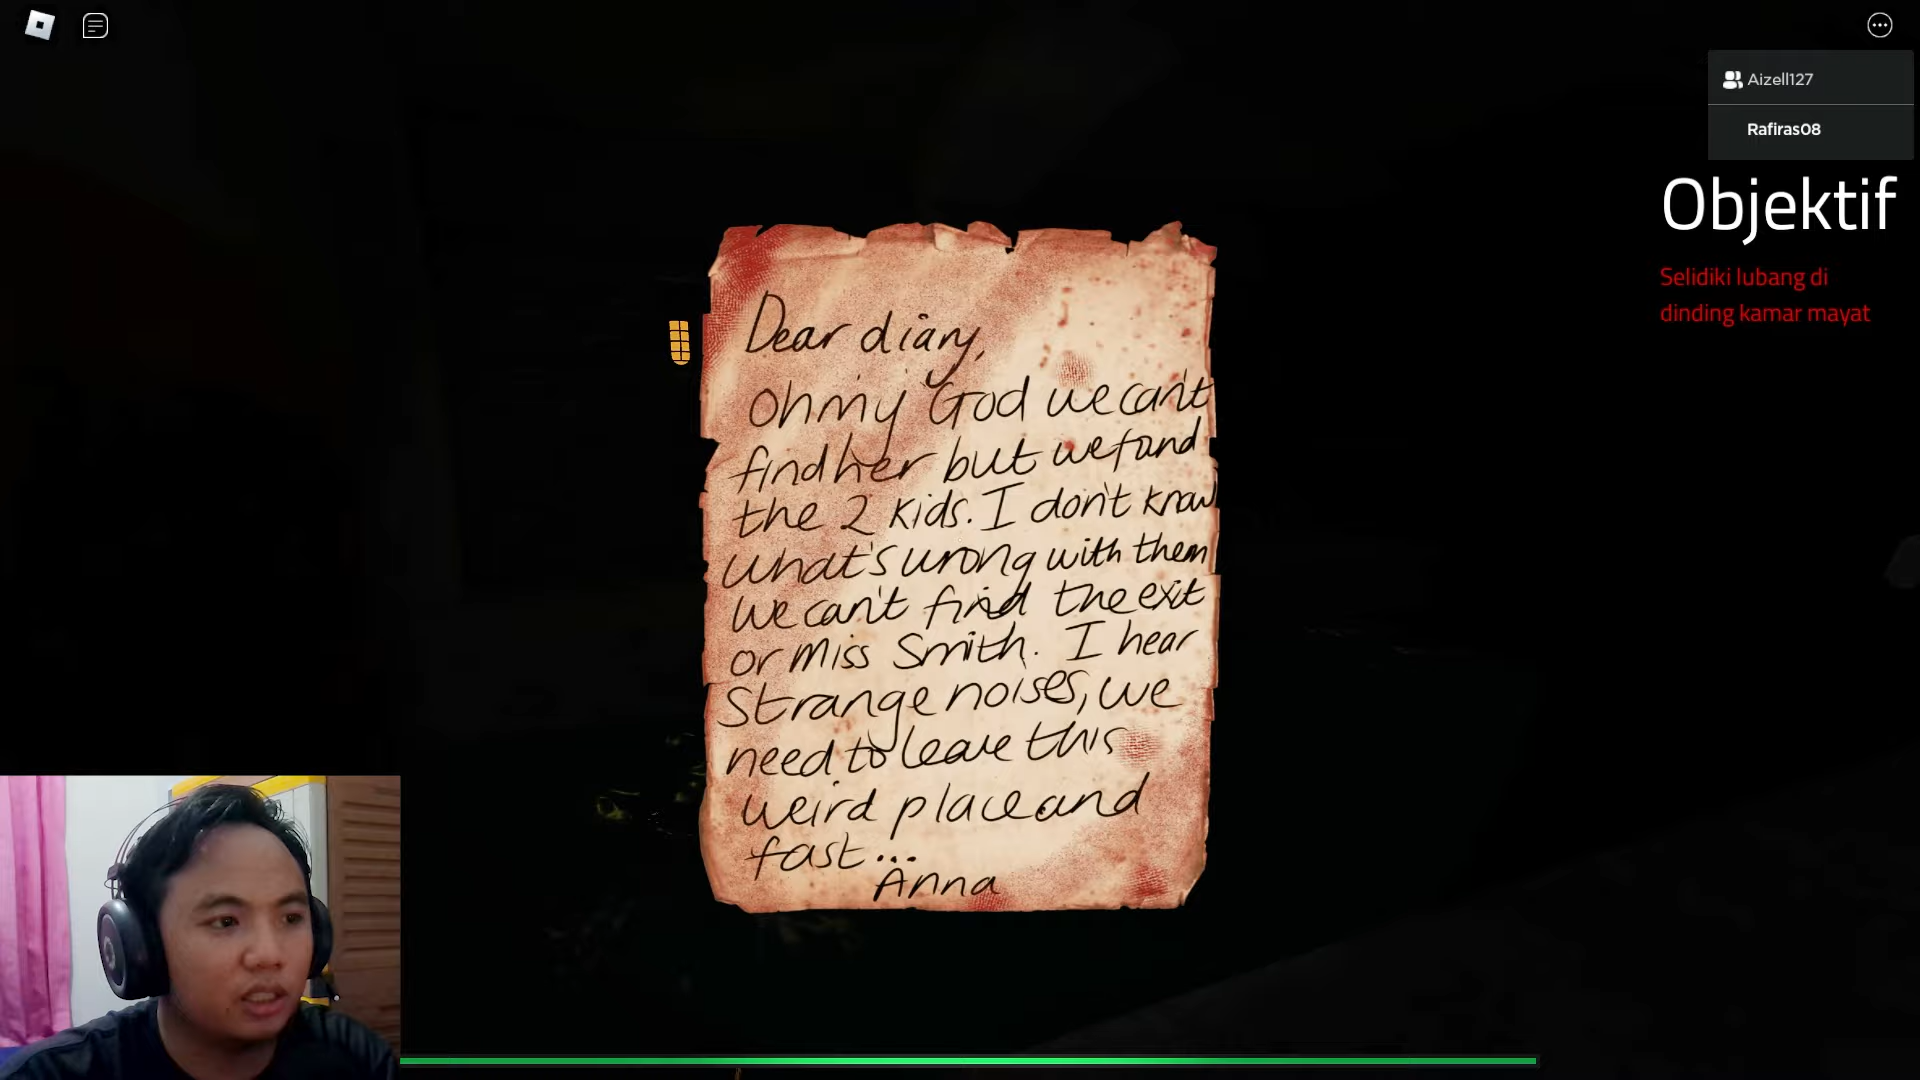 Aizell127
Rafiras08
Objektif
Selidiki lubang di
dinding kamar mayat
Dear diary,
Oh my God we can't
find her but we fund
the 2 kids. I don't know
what's wrong with them
We can't find the exit
or Miss Smith. I hear
Strange noises, we
need to leave this
weird place and
fast...
Anna